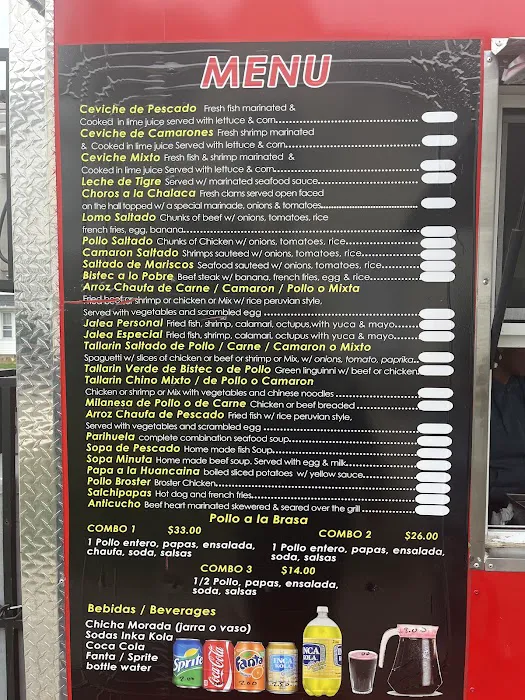 MENU
Ceviche de Pescado Fresh fish marinated &
Cooked in lime juice served with lettuce & corn
Ceviche de Camarones Fresh shrimp marinated
& Cooked in lime juice Served with lettuce & corn
Ceviche Mixto Fresh fish & shrimp marinated &
Cooked in lime juice Served with lettuce & corn
Leche de Tigre Served w/ marinated seafood sauce
Choros a la Chalaca Fresh clams served open faced
on the hall topped w/ a special marinade, onions & tomatoes
Lomo Saltado Chunks of beef w/ onions, tomatoes, rice
french fries, egg, banana
Pollo Saltado Chunks of Chicken w/ onions, tomatoes, rice
Camaron Saltado Shrimps sauteed w/ onions, tomatoes, rice
Saltado de Mariscos Seafood sauteed w/ onions, tomatoes, rice
Bistec a lo Pobre Beef steak w/ banana, french fries, egg & rice
Arroz Chaufa de Carne / Camaron / Pollo o Mixta
Fried beef or shrimp or chicken or Mix w/ rice peruvian style,
Served with vegetables and scrambled egg
Jalea Personal Fried fish, shrimp, calamari, octupus,with yuca & mayo
Jalea Especial Fried fish, shrimp, calamari, octupus with yuca & mayo
Tallarin Saltado de Pollo / Carne / Camaron o Mixto
Spaguetti w/ slices of chicken or beef or shrimp or Mix, w/ onions, tomato, paprika
Tallarin Verde de Bistec o de Pollo Green linguinni w/ beef or chicken
Tallarin Chino Mixto / de Pollo o Camaron
Chicken or shrimp or Mix with vegetables and chinese noodles
Milanesa de Pollo o de Carne Chicken or beef breaded
Arroz Chaufa de Pescado Fried fish w/ rice peruvian style,
Served with vegetables and scrambled egg
Parihuela complete combination seafood soup
Sopa de Pescado Home made fish Soup
Sopa Minuta Home made beef soup. Served with egg & milk
Papa a la Huancaina boiled sliced potatoes w/ yellow sauce
Pollo Broster Broster Chicken
Salchipapas Hot dog and french fries
Anticucho Beef heart marinated skewered & seared over the grill
Pollo a la Brasa
COMBO 1 $33.00
1 Pollo entero, papas, ensalada,
chaufa, soda, salsas
COMBO 2 $26.00
1 Pollo entero, papas, ensalada,
soda, salsas
COMBO 3 $14.00
1/2 Pollo, papas, ensalada,
soda, salsas
Bebidas / Beverages
Chicha Morada (jarra o vaso)
Sodas Inka Kola
Coca Cola
Fanta / Sprite
bottle water
Sprite
Coca-Cola
Fanta
INCA KOLA
INCA KOLA